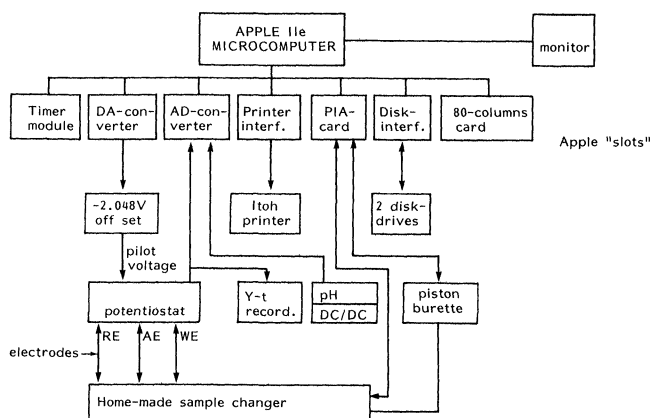 APPLE IIe
MICROCOMPUTER
monitor
Timer
module
DA-con-
verter
AD-con-
verter
Printer
interf.
PIA-
card
Disk-
interf.
80-columns
card
Apple "slots"
-2.048V
off set
Itoh
printer
2 disk-
drives
pilot
voltage
potentiostat
Y-t
record.
pH
DC/DC
piston
burette
RE
AE
WE
electrodes
Home-made sample changer